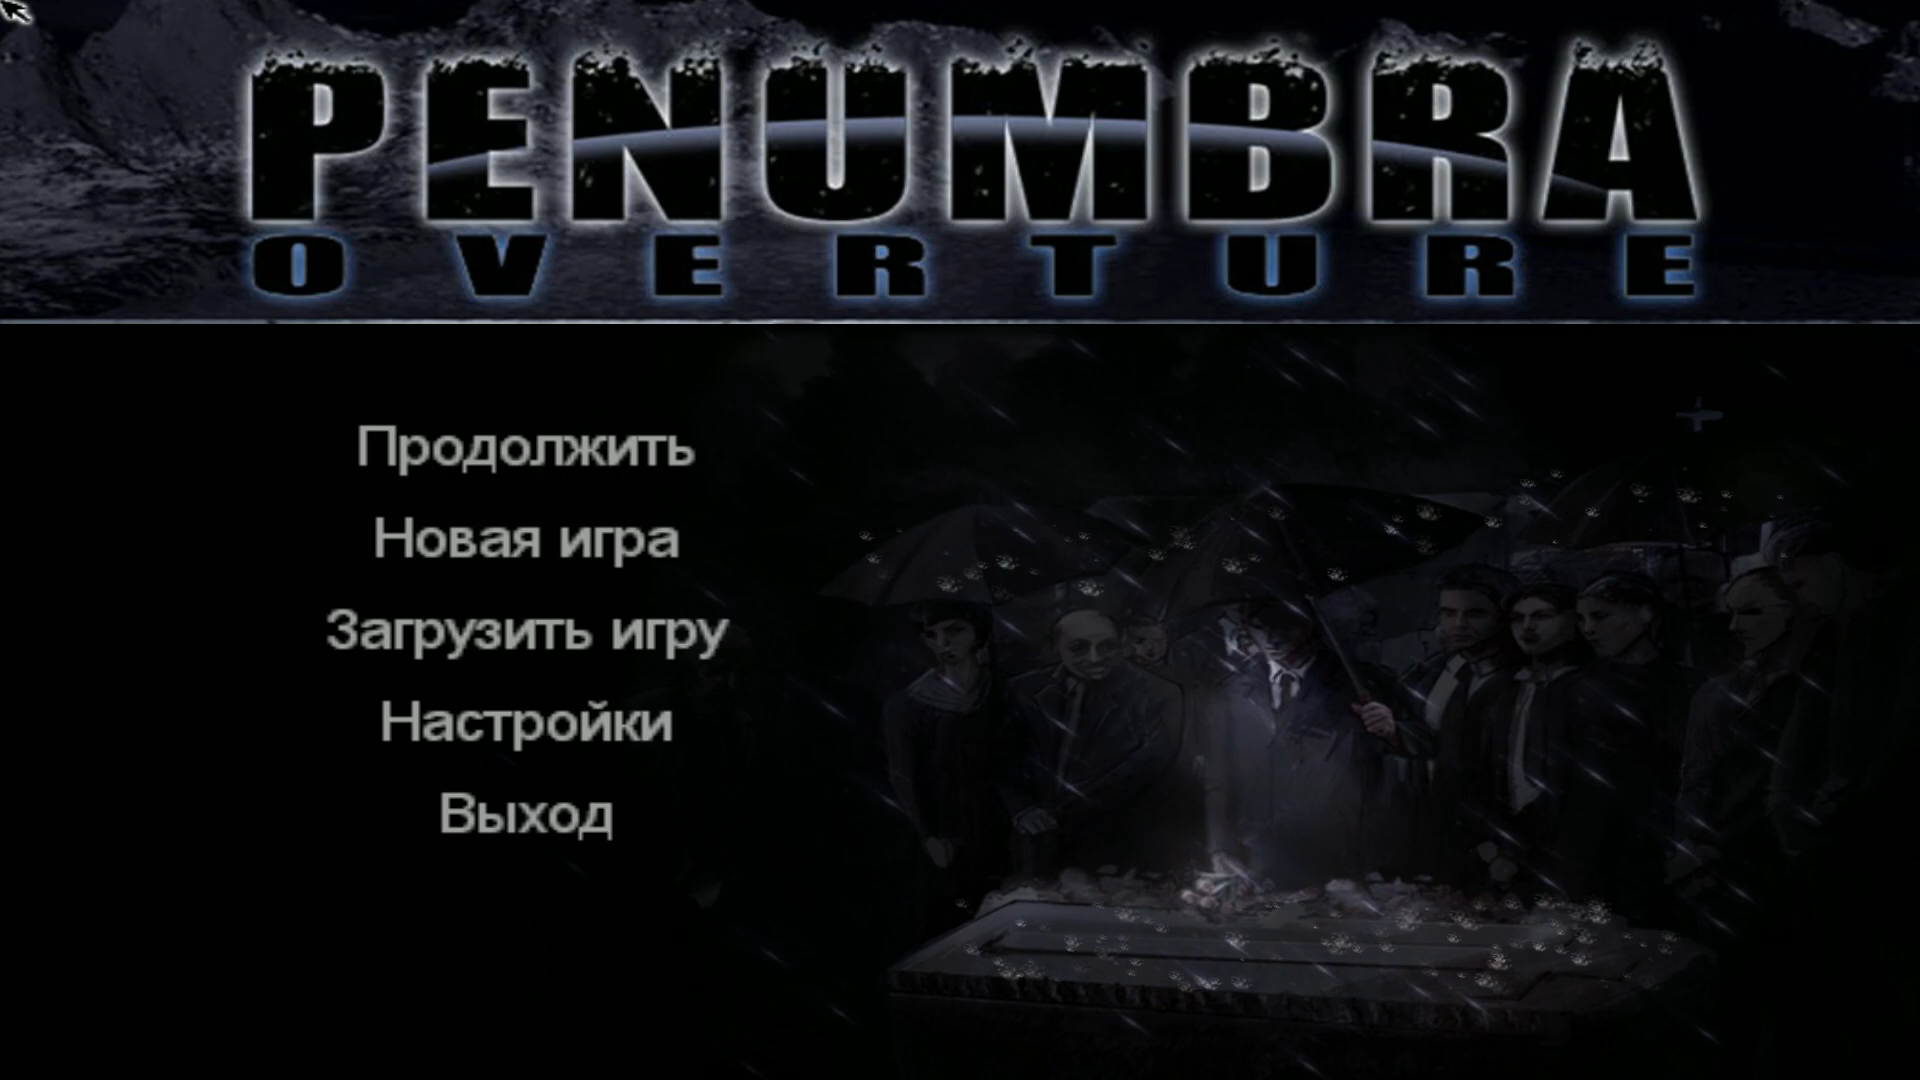 PENUMBRA
OVERTURE
Продолжить
Новая игра
Загрузить игру
Настройки
Выход